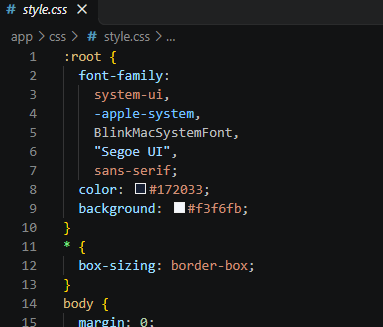 # style.css ×
app > css > # style.css > ...
1 :root {
2 font-family:
3 system-ui,
4 -apple-system,
5 BlinkMacSystemFont,
6 "Segoe UI",
7 sans-serif;
8 color: #172033;
9 background: #f3f6fb;
10 }
11 * {
12 box-sizing: border-box;
13 }
14 body {
15 margin: 0;